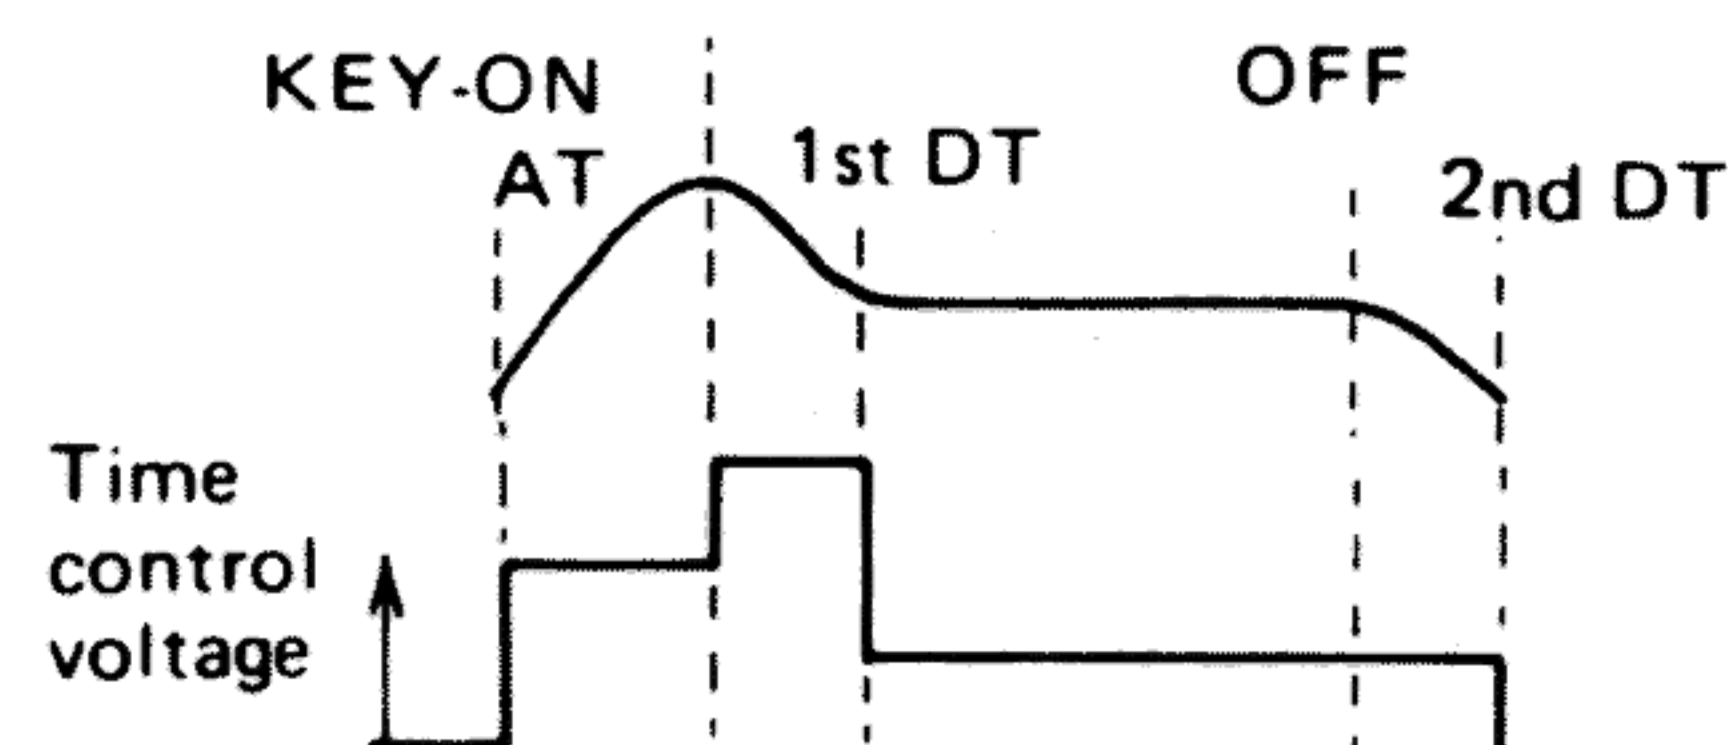 KEY-ON
OFF
AT
1st DT
2nd DT
Time
control
voltage